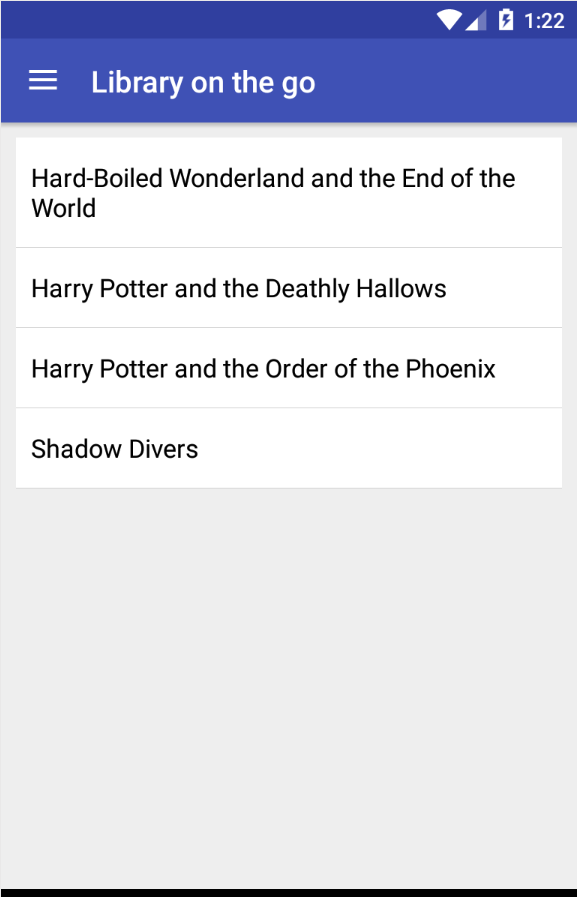 1:22
Library on the go
Hard-Boiled Wonderland and the End of the
World
Harry Potter and the Deathly Hallows
Harry Potter and the Order of the Phoenix
Shadow Divers